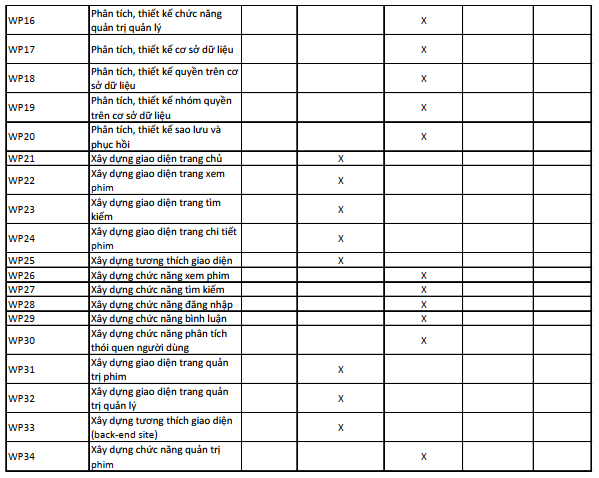 WP16 Phân tích, thiết kế chức năng
quản trị quản lý X
WP17 Phân tích, thiết kế cơ sở dữ liệu X
WP18 Phân tích, thiết kế quyền trên cơ
sở dữ liệu X
WP19 Phân tích, thiết kế nhóm quyền
trên cơ sở dữ liệu X
WP20 Phân tích, thiết kế sao lưu và
phục hồi X
WP21 Xây dựng giao diện trang chủ X
WP22 Xây dựng giao diện trang xem
phim X
WP23 Xây dựng giao diện trang tìm
kiếm X
WP24 Xây dựng giao diện trang chi tiết
phim X
WP25 Xây dựng tương thích giao diện X
WP26 Xây dựng chức năng xem phim X
WP27 Xây dựng chức năng tìm kiếm X
WP28 Xây dựng chức năng đăng nhập X
WP29 Xây dựng chức năng bình luận X
WP30 Xây dựng chức năng phân tích
thói quen người dùng X
WP31 Xây dựng giao diện trang quản
trị phim X
WP32 Xây dựng giao diện trang quản
trị quản lý X
WP33 Xây dựng tương thích giao diện
(back-end site) X
WP34 Xây dựng chức năng quản trị
phim X